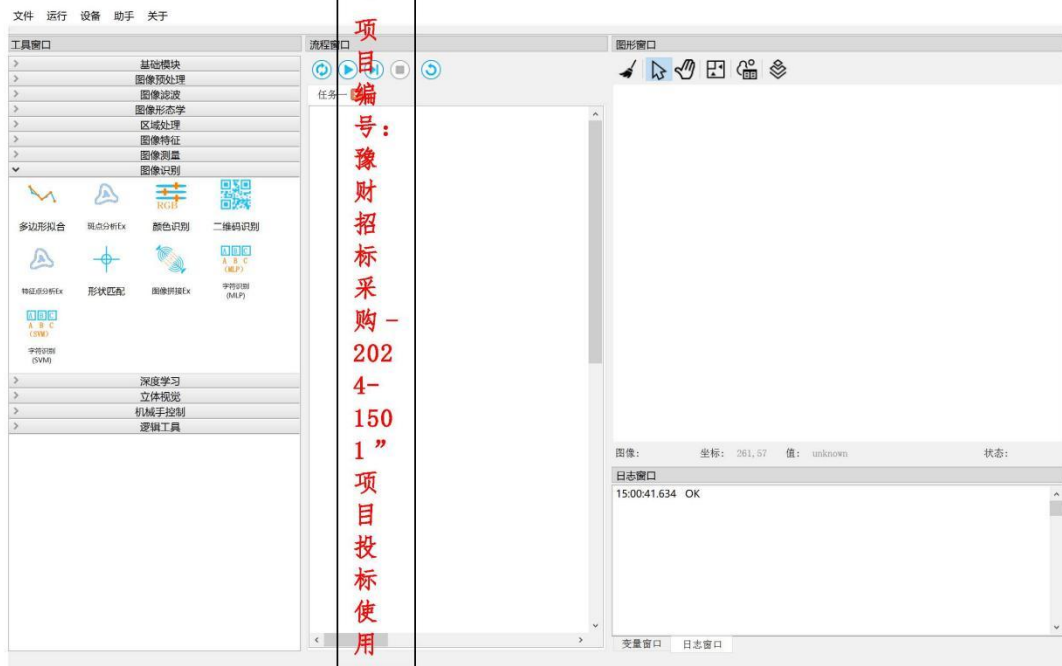 文件 运行 设备 助手 关于
工具窗口
基础模块
图像预处理
图像滤波
图像形态学
区域处理
图像特征
图像测量
图像识别
多边形拟合 斑点分析Ex 颜色识别 二维码识别
RGB
特征点分析Ex 形状匹配 图像拼接Ex 字符识别(MLP)
A B C
A B C
(MLP)
A B C
A B C
(SVM)
字符识别
(SVM)
深度学习
立体视觉
机械手控制
逻辑工具
流程窗口
任务一
项目编号：豫财招标采购-2024-1501”项目投标使用
图形窗口
图像: 坐标: 261,57 值: unknown 状态:
日志窗口
15:00:41.634 OK
变量窗口 日志窗口